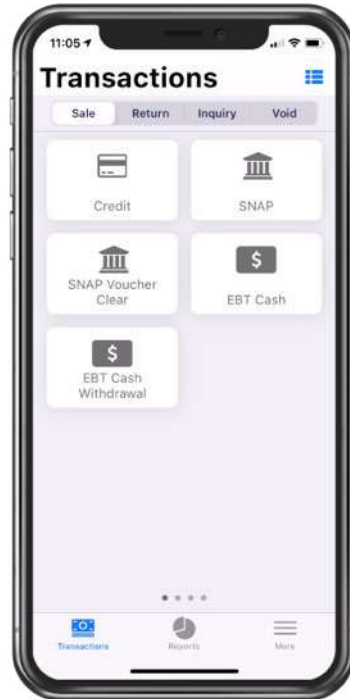 11:05
Transactions
Sale Return Inquiry Void
Credit SNAP
SNAP Voucher
Clear
EBT Cash
EBT Cash
Withdrawal
Transactions Reports More